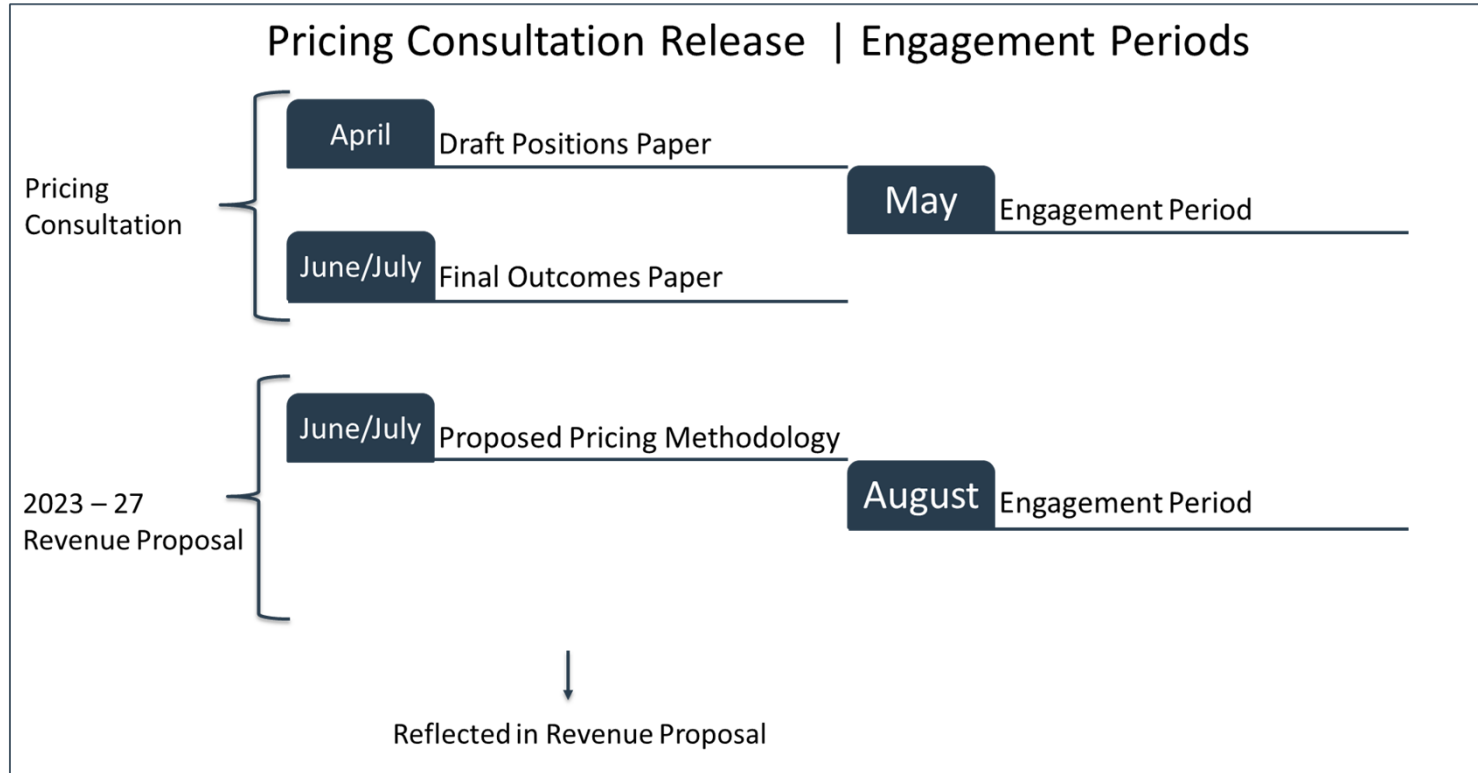 Pricing Consultation Release | Engagement Periods
April
Draft Positions Paper
May
Engagement Period
Pricing
Consultation
June/July
Final Outcomes Paper
June/July
Proposed Pricing Methodology
August
Engagement Period
2023 – 27
Revenue Proposal
Reflected in Revenue Proposal